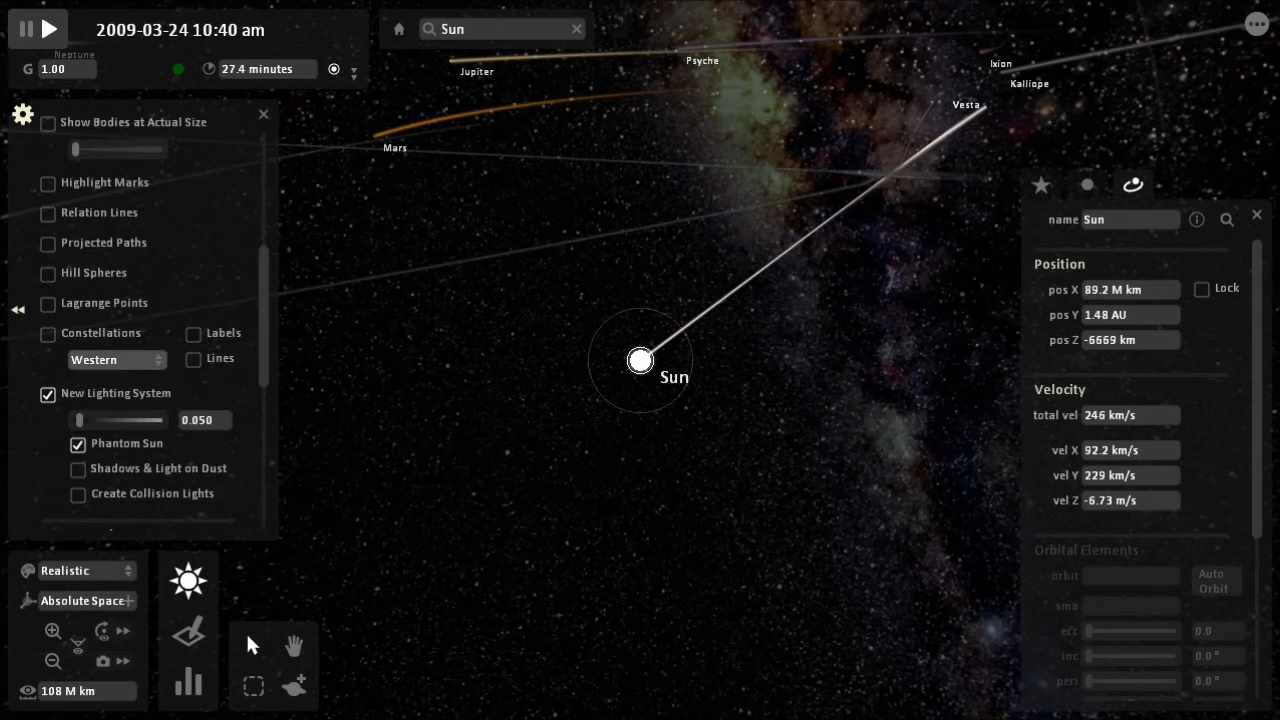 2009-03-24 10:40 am
Neptune
G 1.00
27.4 minutes
Sun
Jupiter
Psyche
Ixion
Kalliope
Vesta
Mars
Sun
Show Bodies at Actual Size
Highlight Marks
Relation Lines
Projected Paths
Hill Spheres
Lagrange Points
Constellations
Labels
Western
Lines
New Lighting System
0.050
Phantom Sun
Shadows & Light on Dust
Create Collision Lights
Realistic
Absolute Space
108 M km
name Sun
Position
pos X 89.2 M km
Lock
pos Y 1.48 AU
pos Z -6669 km
Velocity
total vel 246 km/s
vel X 92.2 km/s
vel Y 229 km/s
vel Z -6.73 m/s
Orbital Elements
orbit
Auto
Orbit
sma
ecc 0.0
inc 0.0 °
peri 0.0 °